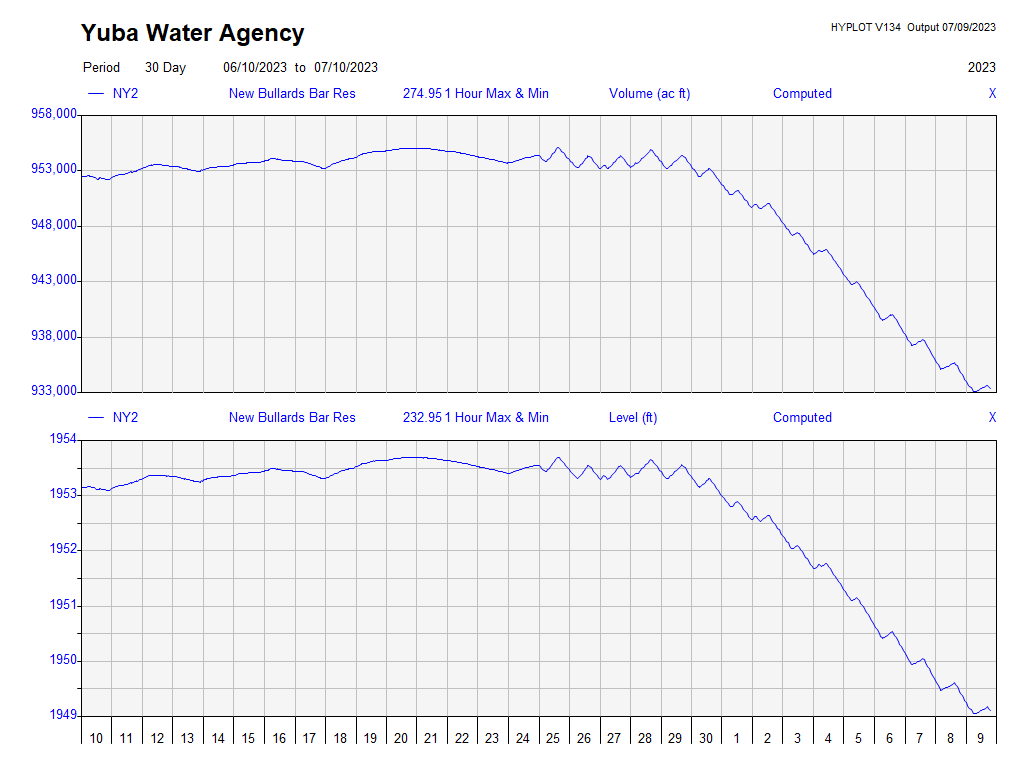 Yuba Water Agency
HYPLOT V134 Output 07/09/2023
Period 30 Day 06/10/2023 to 07/10/2023 2023
NY2 New Bullards Bar Res 274.95 1 Hour Max & Min Volume (ac ft) Computed X
958,000
953,000
948,000
943,000
938,000
933,000
NY2 New Bullards Bar Res 232.95 1 Hour Max & Min Level (ft) Computed X
1954
1953
1952
1951
1950
1949
10 11 12 13 14 15 16 17 18 19 20 21 22 23 24 25 26 27 28 29 30 1 2 3 4 5 6 7 8 9